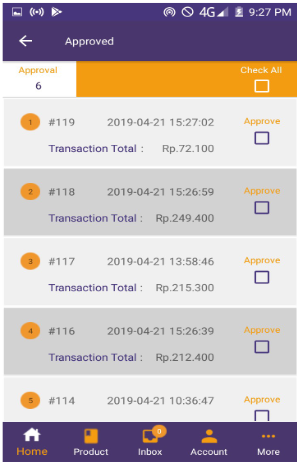 4G 9:27 PM
Approved
Approval Check All
6
1 #119 2019-04-21 15:27:02 Approve
Transaction Total : Rp.72.100
2 #118 2019-04-21 15:26:59 Approve
Transaction Total : Rp.249.400
3 #117 2019-04-21 13:58:46 Approve
Transaction Total : Rp.215.300
4 #116 2019-04-21 15:26:39 Approve
Transaction Total : Rp.212.400
5 #114 2019-04-21 10:36:47 Approve
0
Home Product Inbox Account More